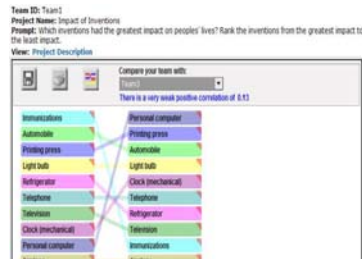 Team ID: Team1
Project Name: Impact of Inventions
Prompt: Which inventions had the greatest impact on peoples' lives? Rank the inventions from the greatest impact to
the least impact.
View: Project Description
Compare your team with:
There is a very weak positive correlation of 0.13
Immunizations Personal computer
Automobile Printing press
Printing press Automobile
Light bulb Light bulb
Refrigerator Clock (mechanical)
Telephone Telephone
Television Refrigerator
Clock (mechanical) Television
Personal computer Immunizations